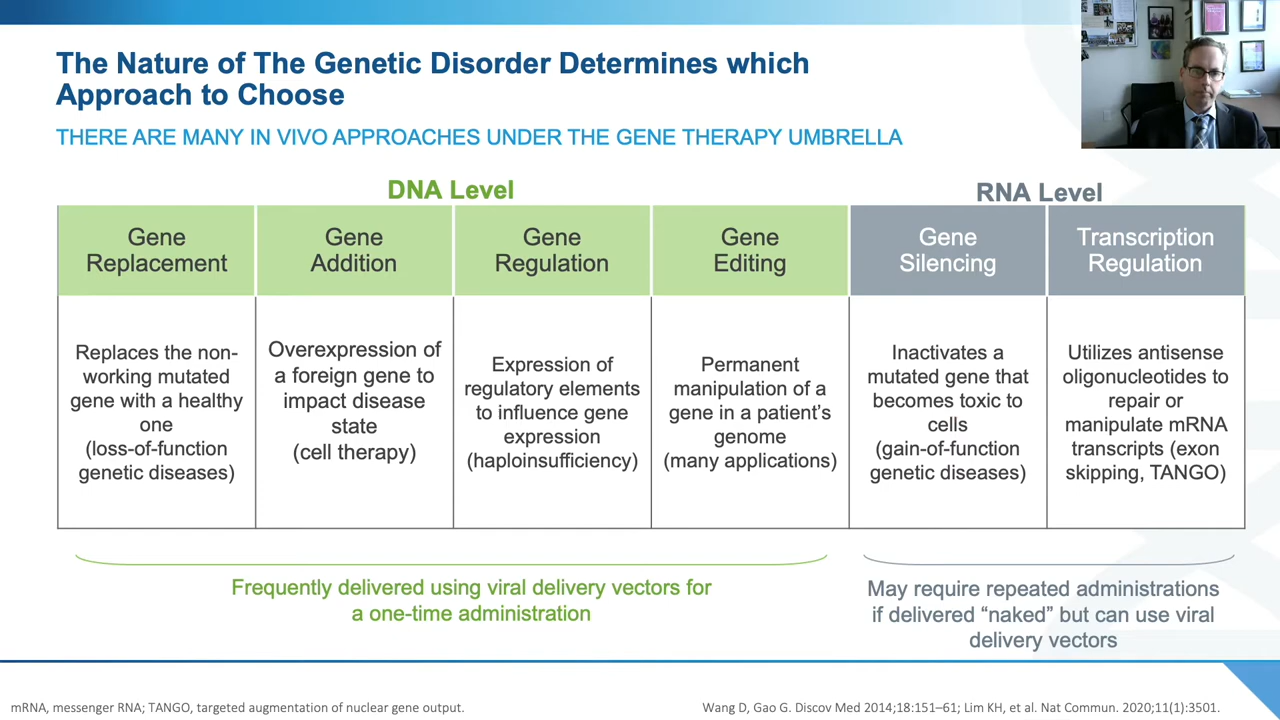 The Nature of The Genetic Disorder Determines which
Approach to Choose
THERE ARE MANY IN VIVO APPROACHES UNDER THE GENE THERAPY UMBRELLA
DNA Level
RNA Level
Gene
Replacement
Gene
Addition
Gene
Regulation
Gene
Editing
Gene
Silencing
Transcription
Regulation
Replaces the non-
working mutated
gene with a healthy
one
(loss-of-function
genetic diseases)
Overexpression of
a foreign gene to
impact disease
state
(cell therapy)
Expression of
regulatory elements
to influence gene
expression
(haploinsufficiency)
Permanent
manipulation of a
gene in a patient's
genome
(many applications)
Inactivates a
mutated gene that
becomes toxic to
cells
(gain-of-function
genetic diseases)
Utilizes antisense
oligonucleotides to
repair or
manipulate mRNA
transcripts (exon
skipping, TANGO)
Frequently delivered using viral delivery vectors for
a one-time administration
May require repeated administrations
if delivered “naked” but can use viral
delivery vectors
mRNA, messenger RNA; TANGO, targeted augmentation of nuclear gene output.
Wang D, Gao G. Discov Med 2014;18:151–61; Lim KH, et al. Nat Commun. 2020;11(1):3501.